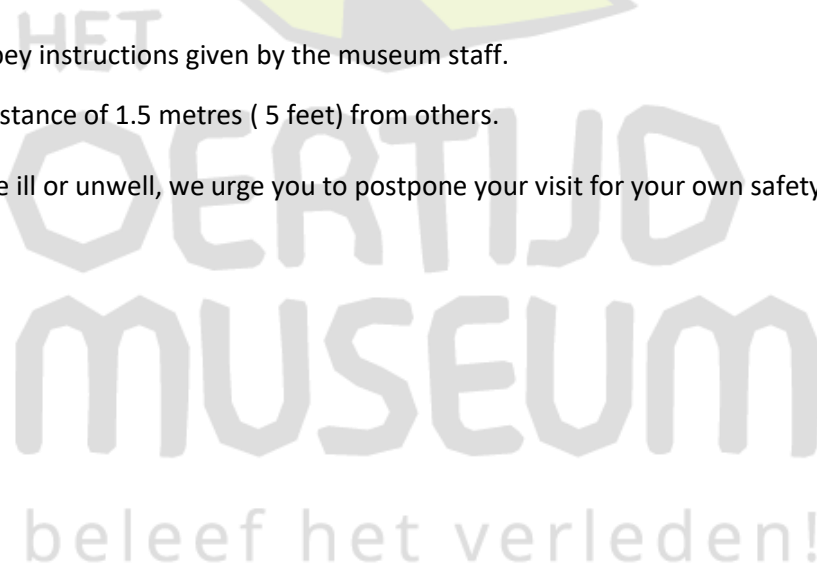 HET
bey instructions given by the museum staff.
stance of 1.5 metres ( 5 feet) from others.
e ill or unwell, we urge you to postpone your visit for your own safety
OERTIJD
MUSEUM
beleef het verleden!